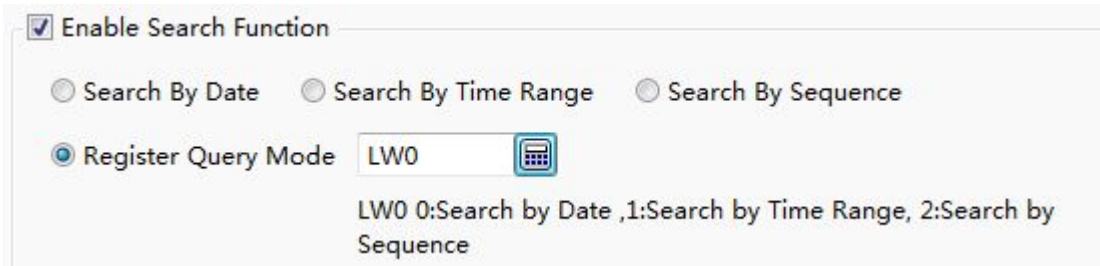 Enable Search Function
Search By Date Search By Time Range Search By Sequence
Register Query Mode LW0
LW0 0:Search by Date ,1:Search by Time Range, 2:Search by
Sequence